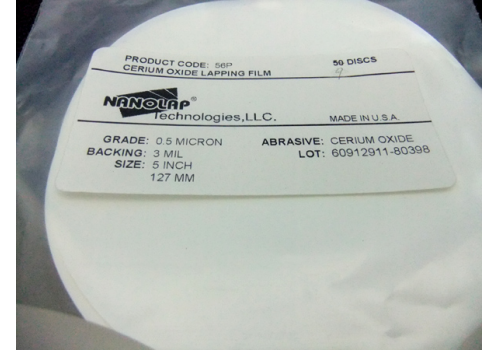 PRODUCT CODE: 56P 50 DISCS
CERIUM OXIDE LAPPING FILM
NANOLAP®
Technologies,LLC.
MADE IN U.S.A.
GRADE: 0.5 MICRON ABRASIVE: CERIUM OXIDE
BACKING: 3 MIL LOT: 60912911-80398
SIZE: 5 INCH
127 MM